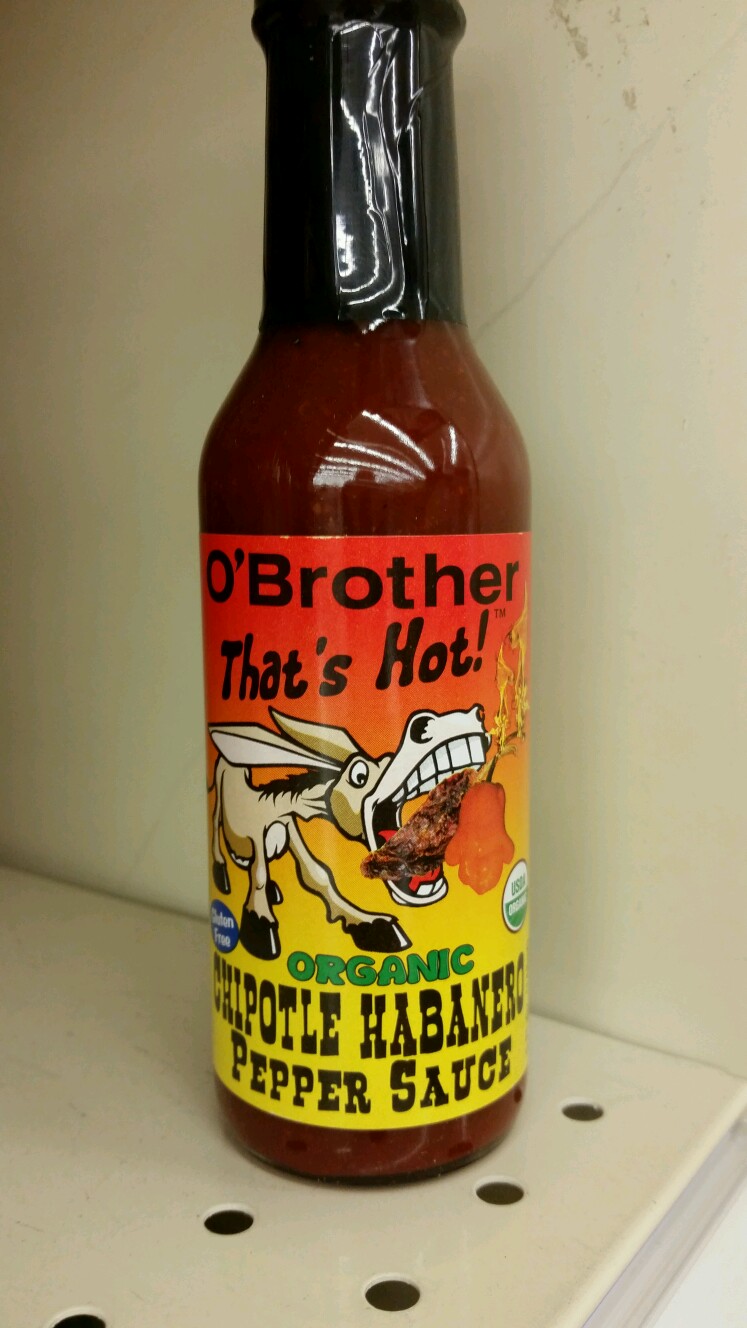 O'Brother
™
That's Hot!
USDA
ORGANIC
Gluten
Free
ORGANIC
CHIPOTLE HABANERO
PEPPER SAUCE